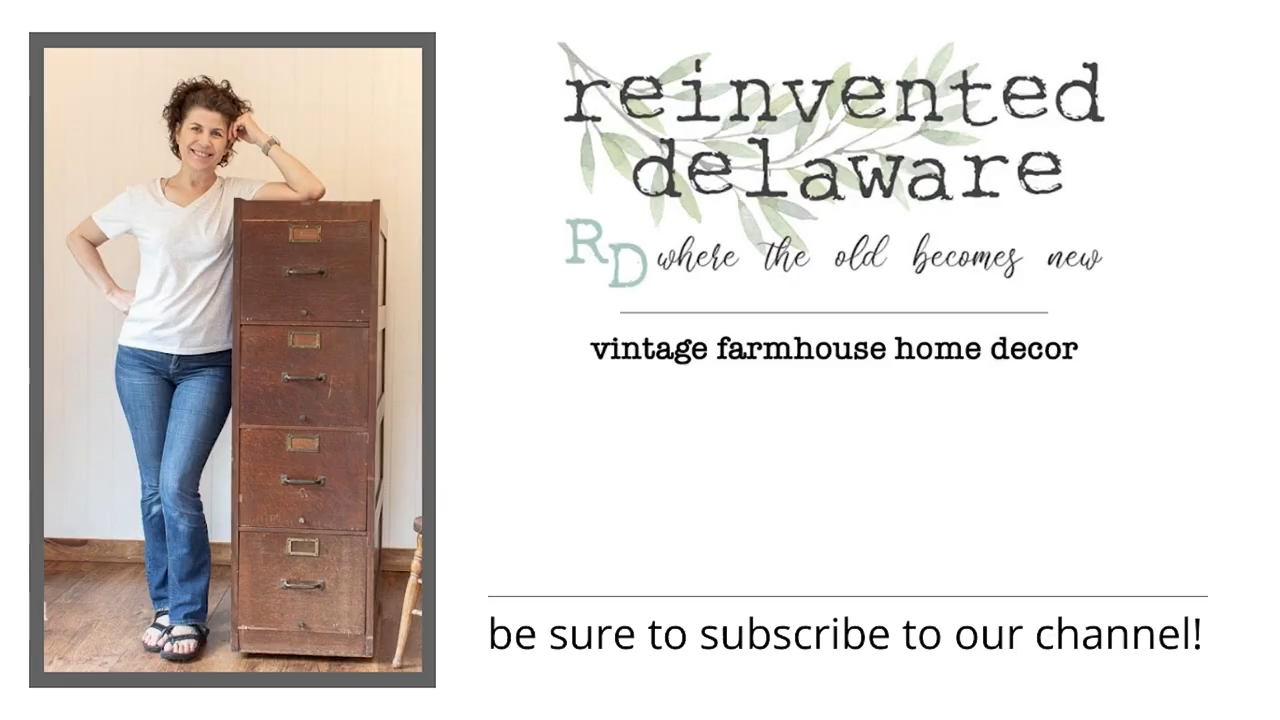 reinvented
delaware
RD where the old becomes new
vintage farmhouse home decor
be sure to subscribe to our channel!